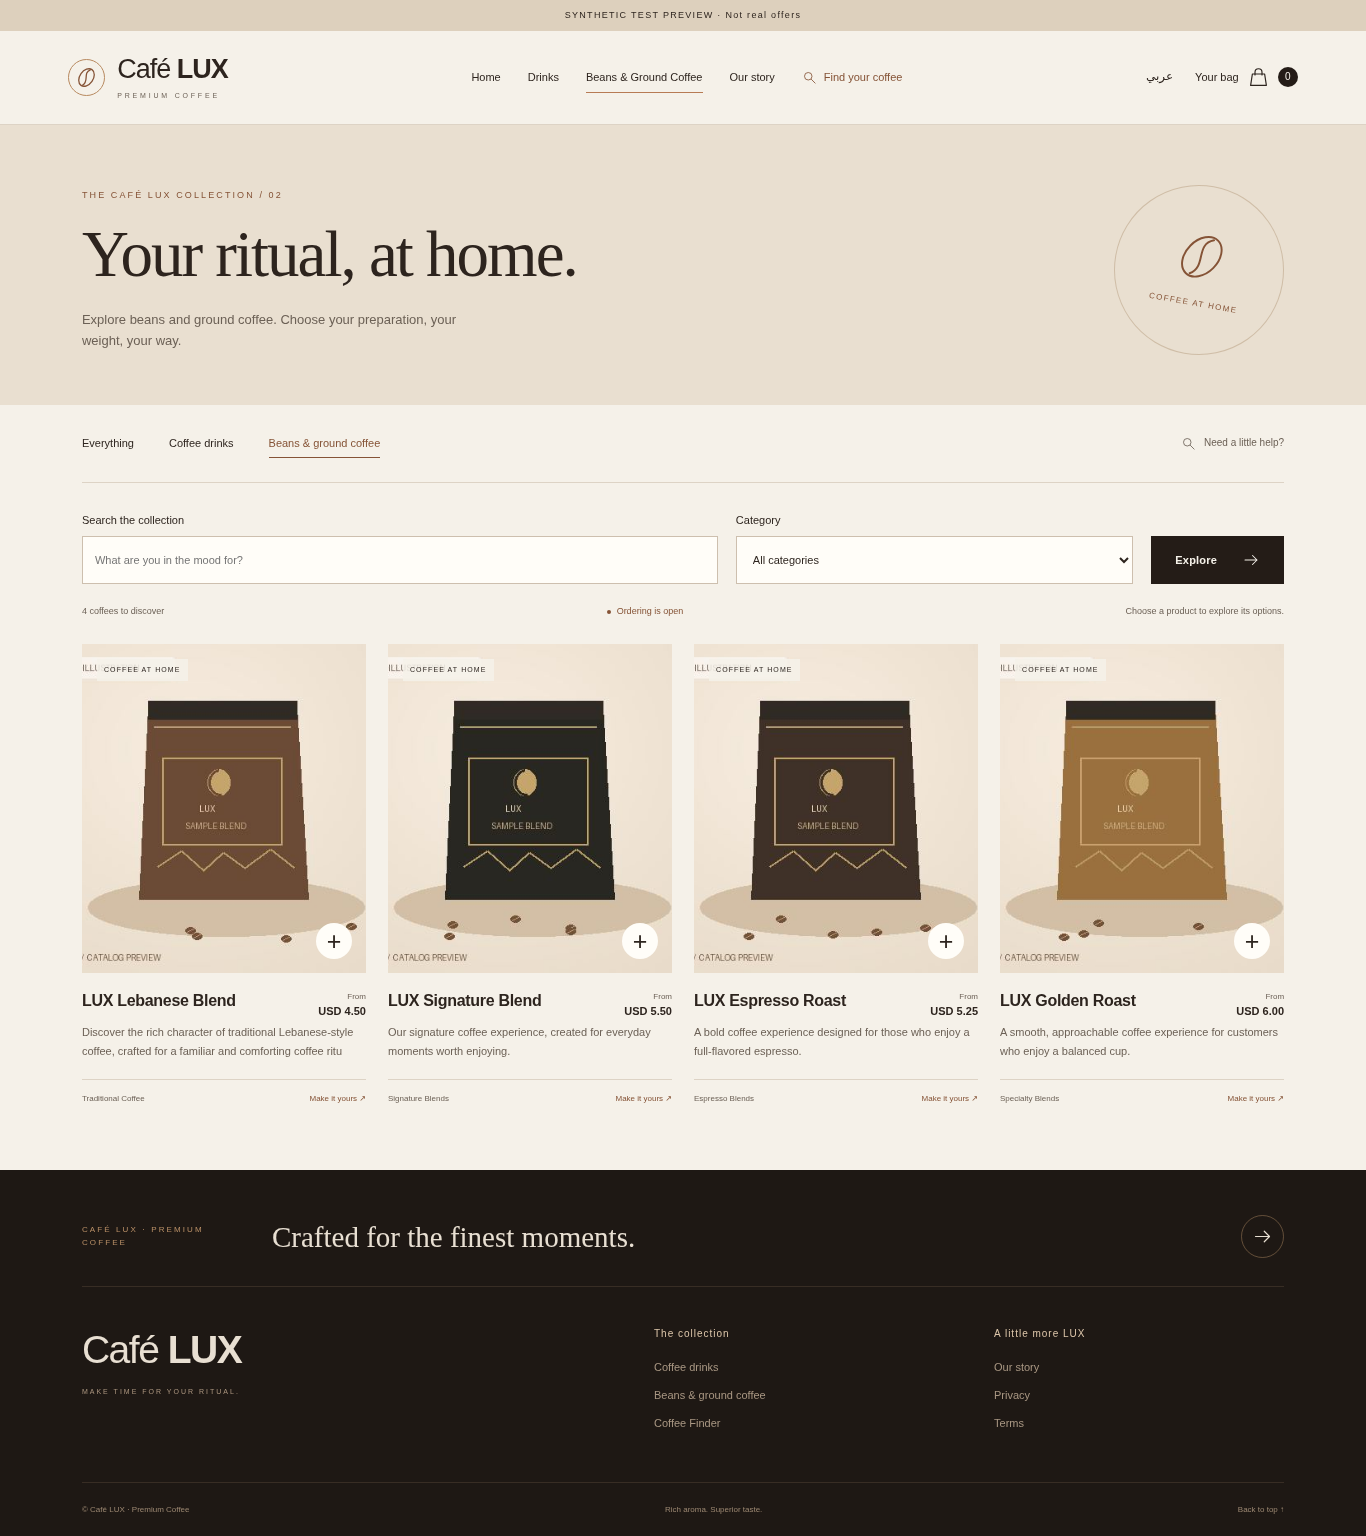 SYNTHETIC TEST PREVIEW · Not real offers
Café LUX
PREMIUM COFFEE
Home
Drinks
Beans & Ground Coffee
Our story
Find your coffee
عربي
Your bag
0
THE CAFÉ LUX COLLECTION / 02
Your ritual, at home.
Explore beans and ground coffee. Choose your preparation, your
weight, your way.
COFFEE AT HOME
Everything
Coffee drinks
Beans & ground coffee
Need a little help?
Search the collection
Category
What are you in the mood for?
All categories
Explore
4 coffees to discover
Ordering is open
Choose a product to explore its options.
COFFEE AT HOME
LUX
SAMPLE BLEND
/ CATALOG PREVIEW
LUX Lebanese Blend
From
USD 4.50
Discover the rich character of traditional Lebanese-style
coffee, crafted for a familiar and comforting coffee ritu
Traditional Coffee
Make it yours ↗
COFFEE AT HOME
LUX
SAMPLE BLEND
/ CATALOG PREVIEW
LUX Signature Blend
From
USD 5.50
Our signature coffee experience, created for everyday
moments worth enjoying.
Signature Blends
Make it yours ↗
COFFEE AT HOME
LUX
SAMPLE BLEND
/ CATALOG PREVIEW
LUX Espresso Roast
From
USD 5.25
A bold coffee experience designed for those who enjoy a
full-flavored espresso.
Espresso Blends
Make it yours ↗
COFFEE AT HOME
LUX
SAMPLE BLEND
/ CATALOG PREVIEW
LUX Golden Roast
From
USD 6.00
A smooth, approachable coffee experience for customers
who enjoy a balanced cup.
Specialty Blends
Make it yours ↗
CAFÉ LUX · PREMIUM
COFFEE
Crafted for the finest moments.
Café LUX
MAKE TIME FOR YOUR RITUAL.
The collection
Coffee drinks
Beans & ground coffee
Coffee Finder
A little more LUX
Our story
Privacy
Terms
© Café LUX · Premium Coffee
Rich aroma. Superior taste.
Back to top ↑